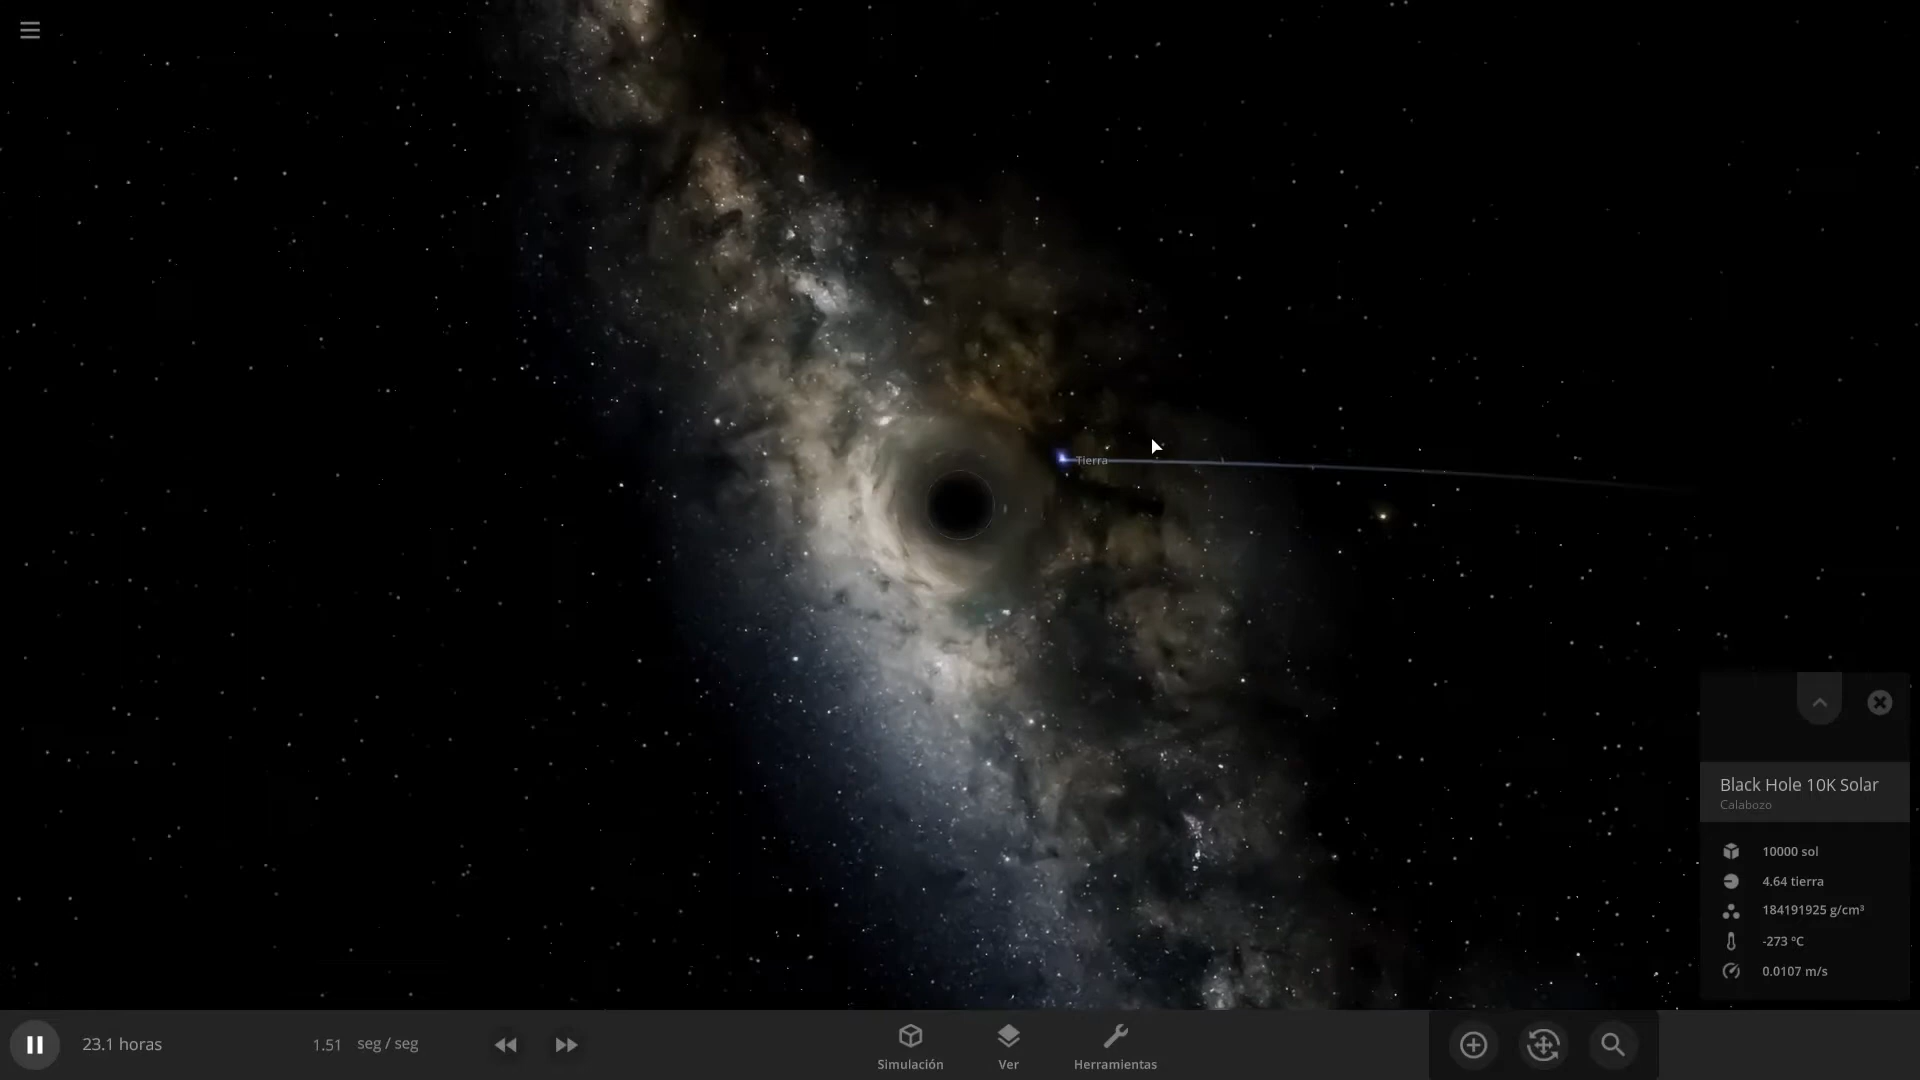 Tierra
Black Hole 10K Solar
Calabozo
10000 sol
4.64 tierra
184191925 g/cm³
-273 °C
0.0107 m/s
23.1 horas
1.51 seg / seg
Simulación
Ver
Herramientas